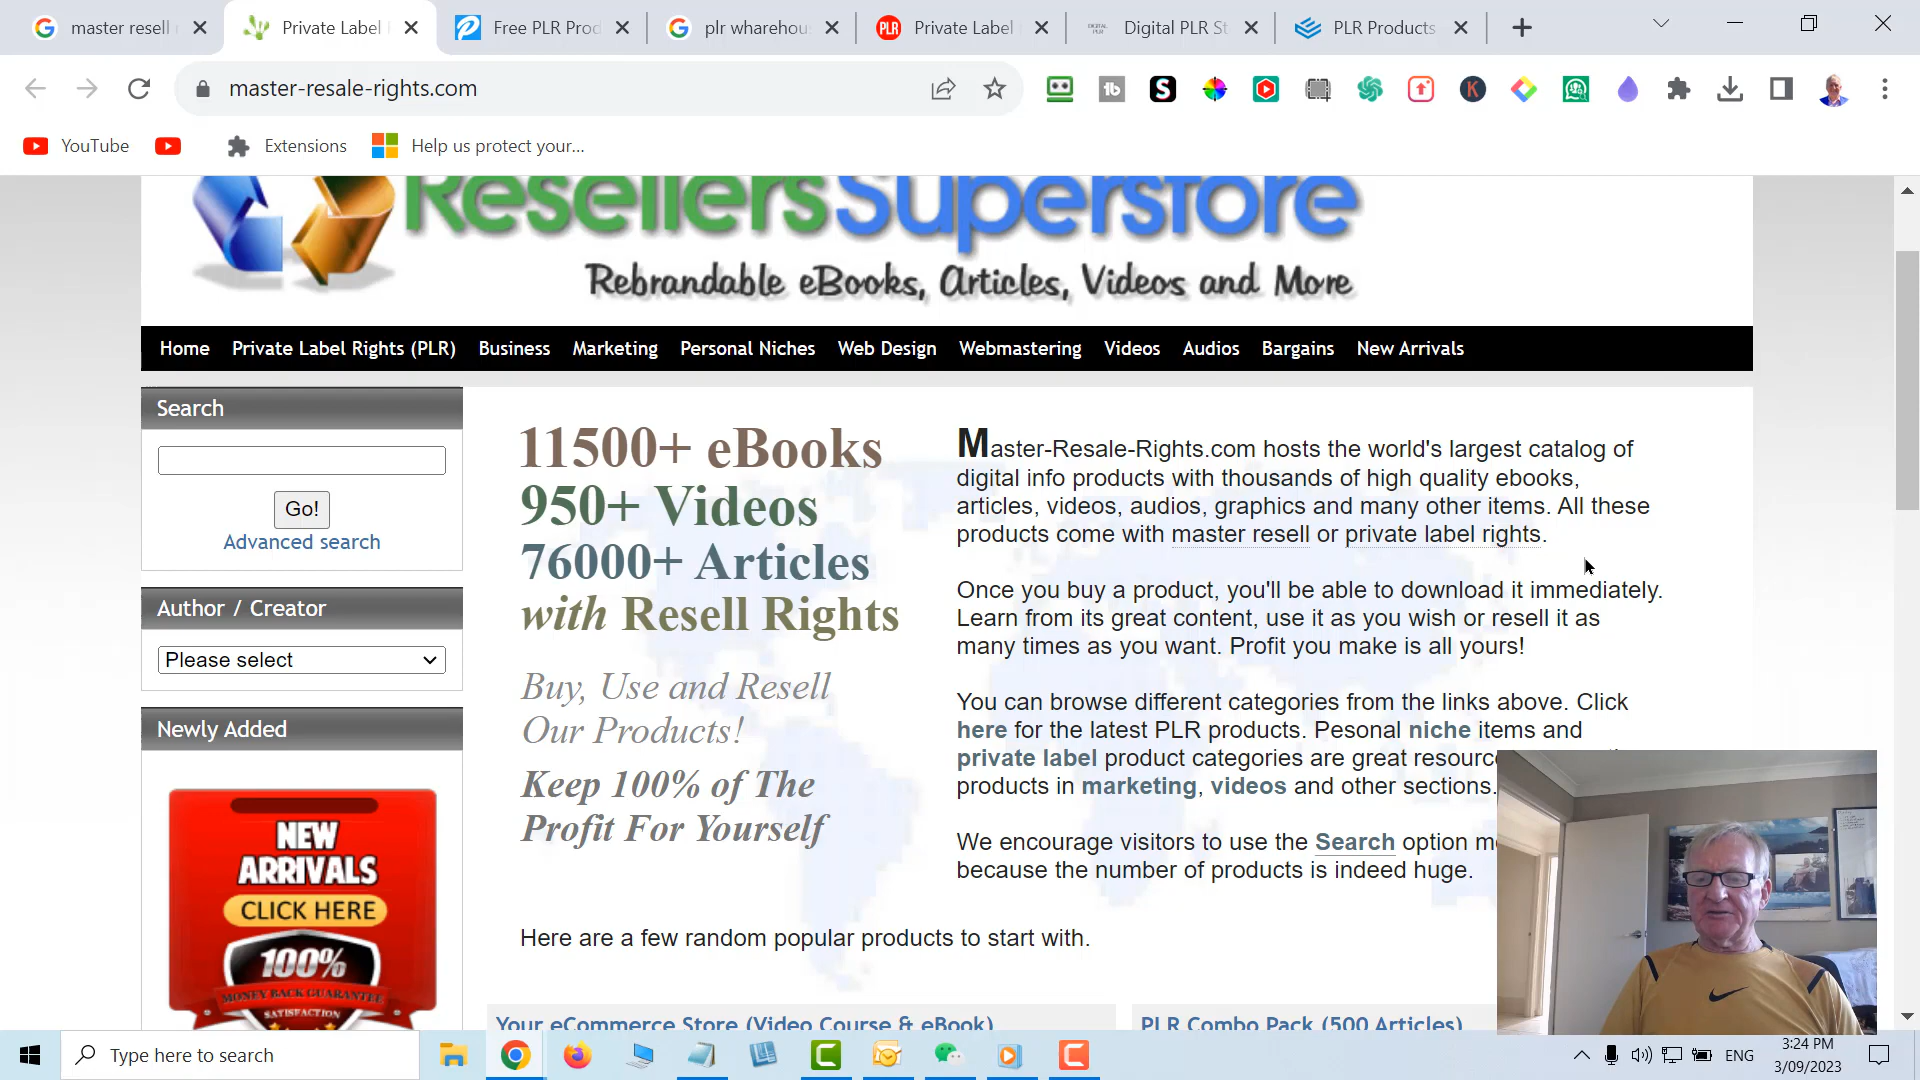 master resell
Private Label
Free PLR Prod
plr wharehou
Private Label
Digital PLR St
PLR Products
master-resale-rights.com
YouTube
Extensions
Help us protect your...
ResellersSuperstore
Rebrandable eBooks, Articles, Videos and More
Home Private Label Rights (PLR) Business Marketing Personal Niches Web Design Webmastering Videos Audios Bargains New Arrivals
Search
Go!
Advanced search
Author / Creator
Please select
Newly Added
NEW
ARRIVALS
CLICK HERE
100%
MONEY BACK GUARANTEE
SATISFACTION
11500+ eBooks
950+ Videos
76000+ Articles
with Resell Rights
Buy, Use and Resell
Our Products!
Keep 100% of The
Profit For Yourself
Master-Resale-Rights.com hosts the world's largest catalog of
digital info products with thousands of high quality ebooks,
articles, videos, audios, graphics and many other items. All these
products come with master resell or private label rights.
Once you buy a product, you'll be able to download it immediately.
Learn from its great content, use it as you wish or resell it as
many times as you want. Profit you make is all yours!
You can browse different categories from the links above. Click
here for the latest PLR products. Pesonal niche items and
private label product categories are great resourc
products in marketing, videos and other sections.
We encourage visitors to use the Search option m
because the number of products is indeed huge.
Here are a few random popular products to start with.
Your eCommerce Store (Video Course & eBook)
PLR Combo Pack (500 Articles)
Type here to search
ENG
3:24 PM
3/09/2023